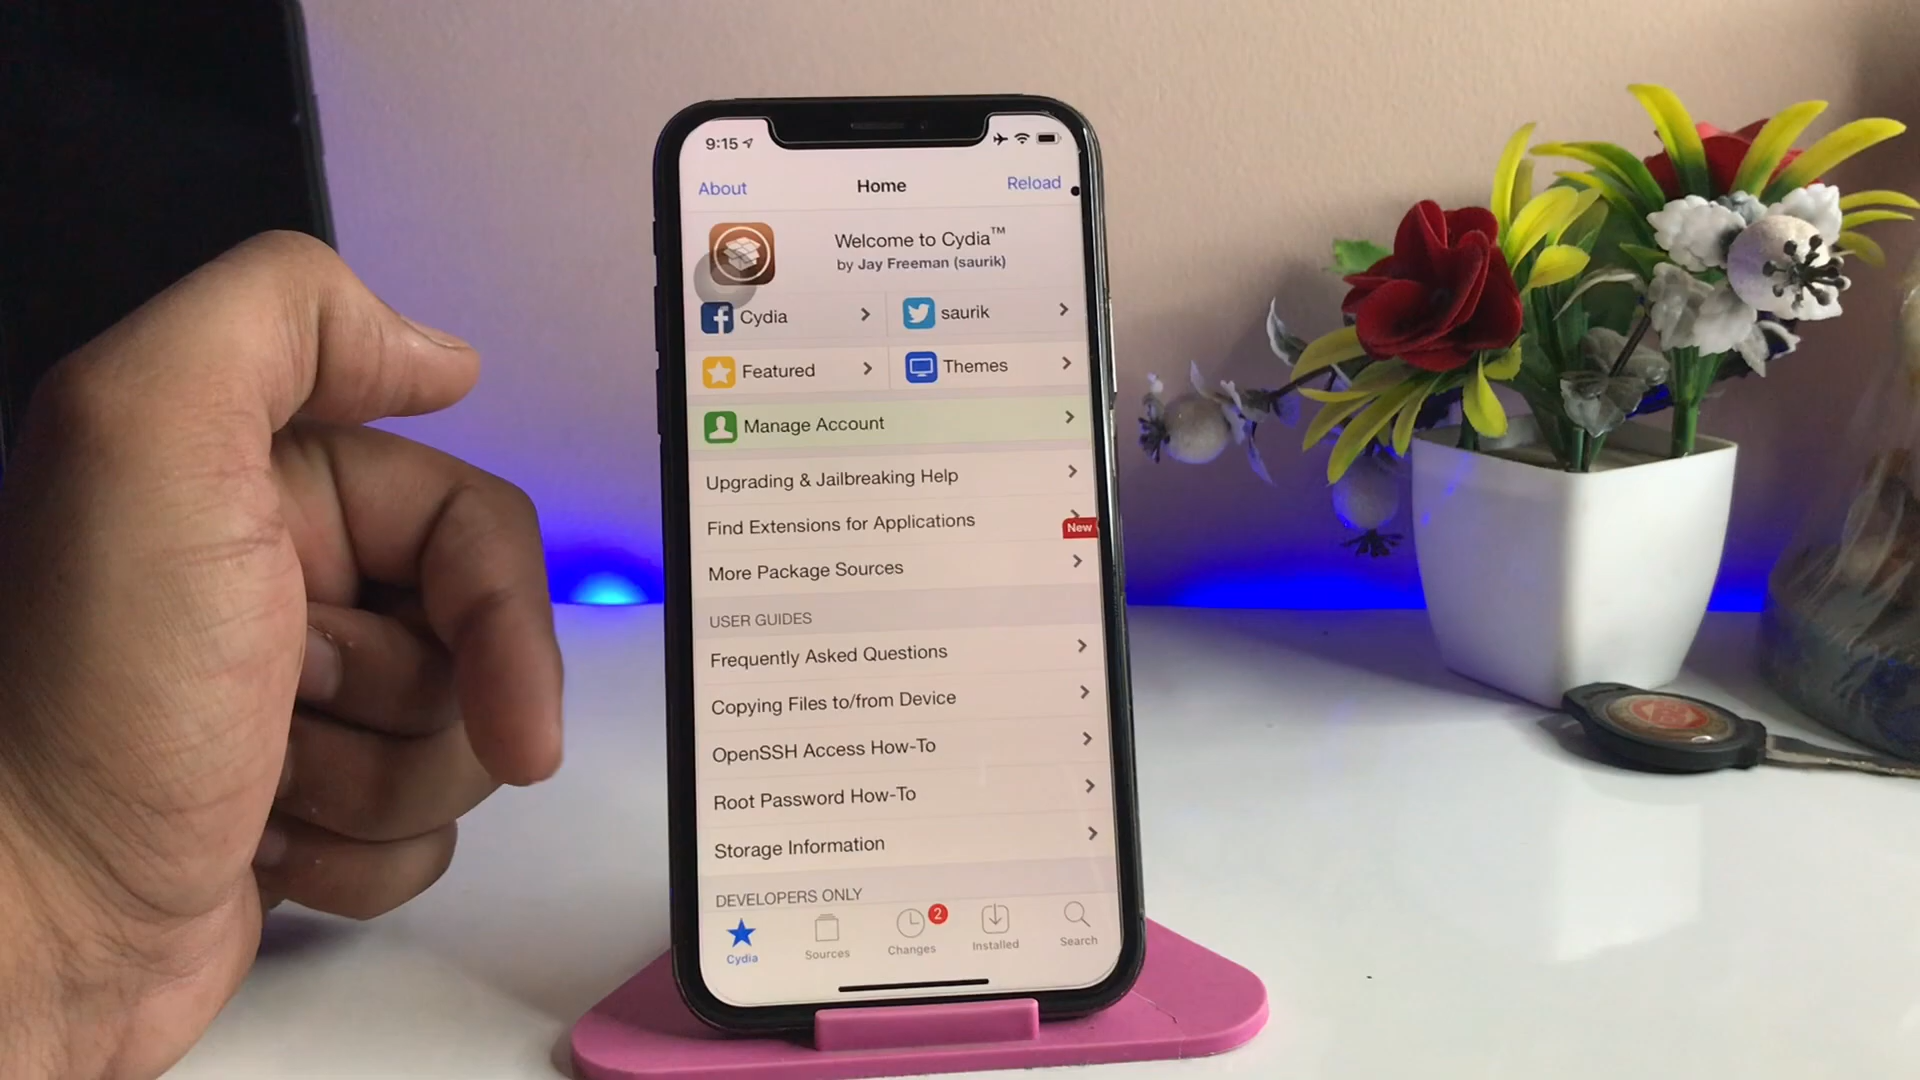 9:15
About
Home
Reload
Welcome to Cydia™
by Jay Freeman (saurik)
Cydia
saurik
Featured
Themes
Manage Account
Upgrading & Jailbreaking Help
Find Extensions for Applications
New
More Package Sources
USER GUIDES
Frequently Asked Questions
Copying Files to/from Device
OpenSSH Access How-To
Root Password How-To
Storage Information
DEVELOPERS ONLY
2
Cydia
Sources
Changes
Installed
Search